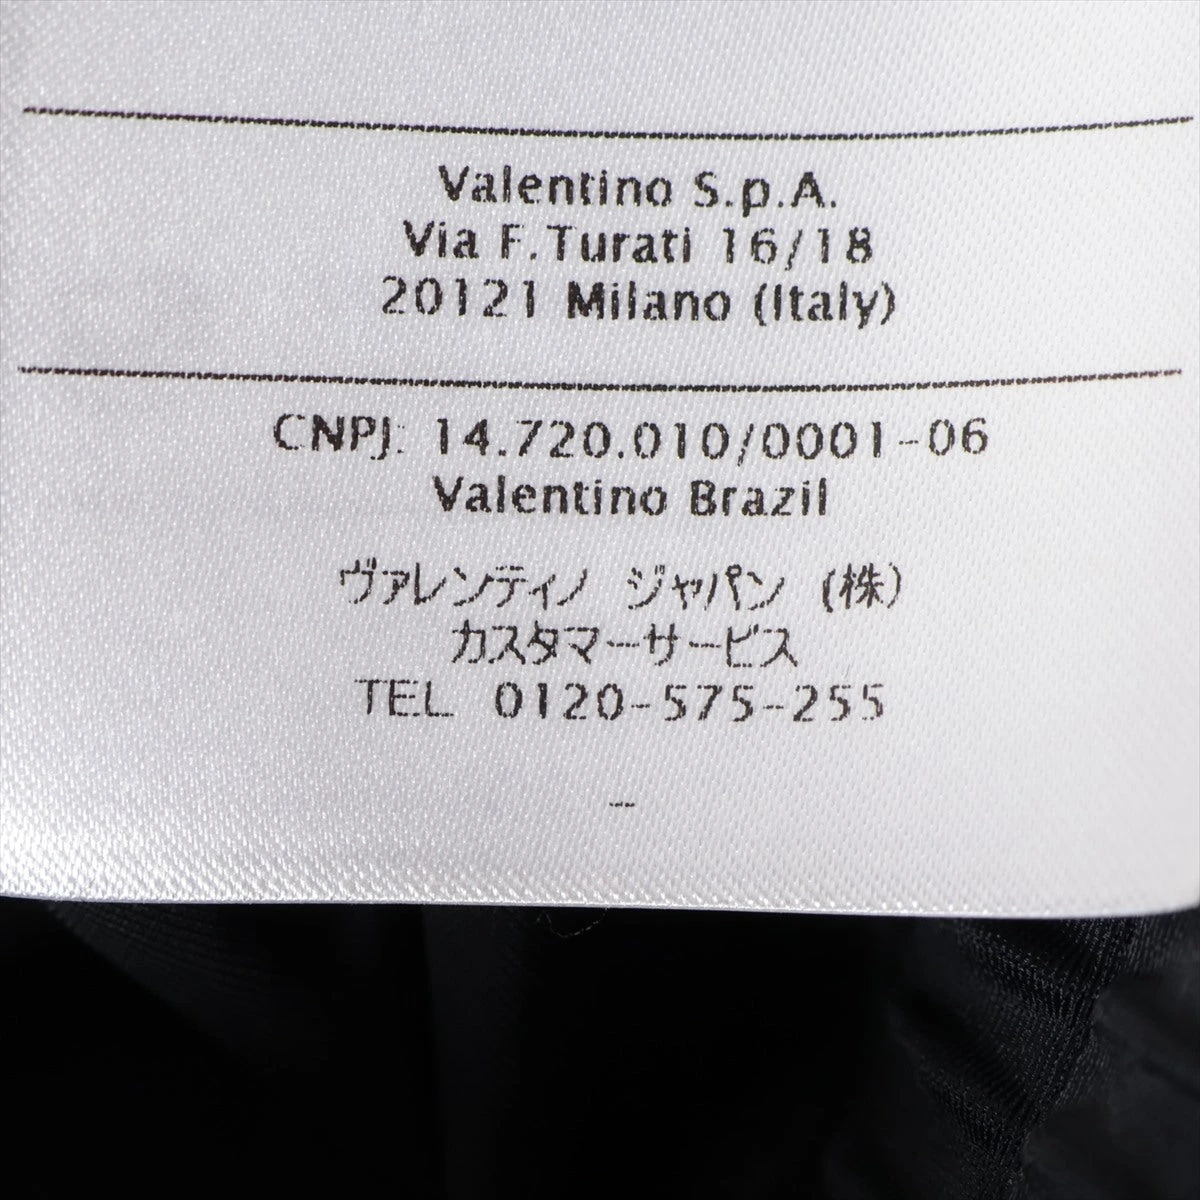 Valentino S.p.A.
Via F.Turati 16/18
20121 Milano (Italy)
CNPJ: 14.720.010/0001-06
Valentino Brazil
ヴァレンティノ ジャパン (株)
カスタマーサービス
TEL 0120-575-255
--